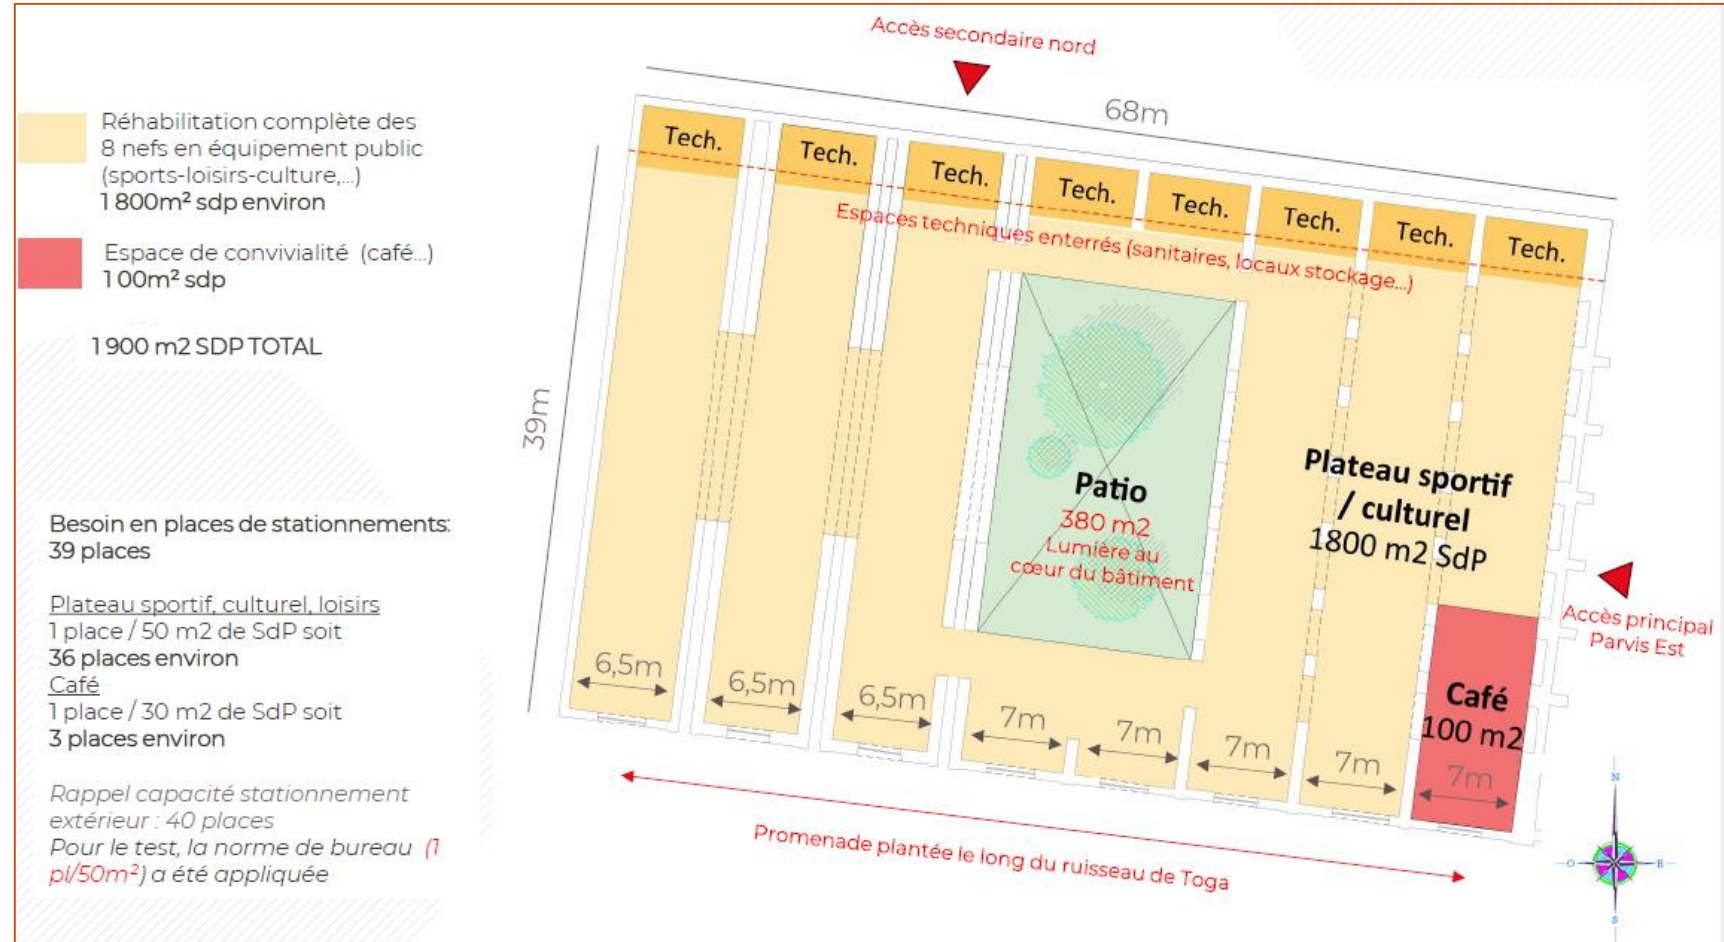 Réhabilitation complète des
8 nefs en équipement public
(sports-loisirs-culture,...)
1 800m² sdp environ
Espace de convivialité (café...)
100m² sdp
1 900 m2 SDP TOTAL
Besoin en places de stationnements:
39 places
Plateau sportif, culturel, loisirs
1 place / 50 m2 de SdP soit
36 places environ
Café
1 place / 30 m2 de SdP soit
3 places environ
Rappel capacité stationnement
extérieur : 40 places
Pour le test, la norme de bureau (1
pl/50m²) a été appliquée
Accès secondaire nord
68m
39m
Tech.
Tech.
Tech.
Tech.
Tech.
Tech.
Tech.
Tech.
Espaces techniques enterrés (sanitaires, locaux stockage...)
Patio
380 m2
Lumière au
cœur du bâtiment
Plateau sportif
/ culturel
1800 m2 SdP
Accès principal
Parvis Est
Café
100 m2
6,5m
6,5m
6,5m
7m
7m
7m
7m
7m
Promenade plantée le long du ruisseau de Toga
N
O
E
S